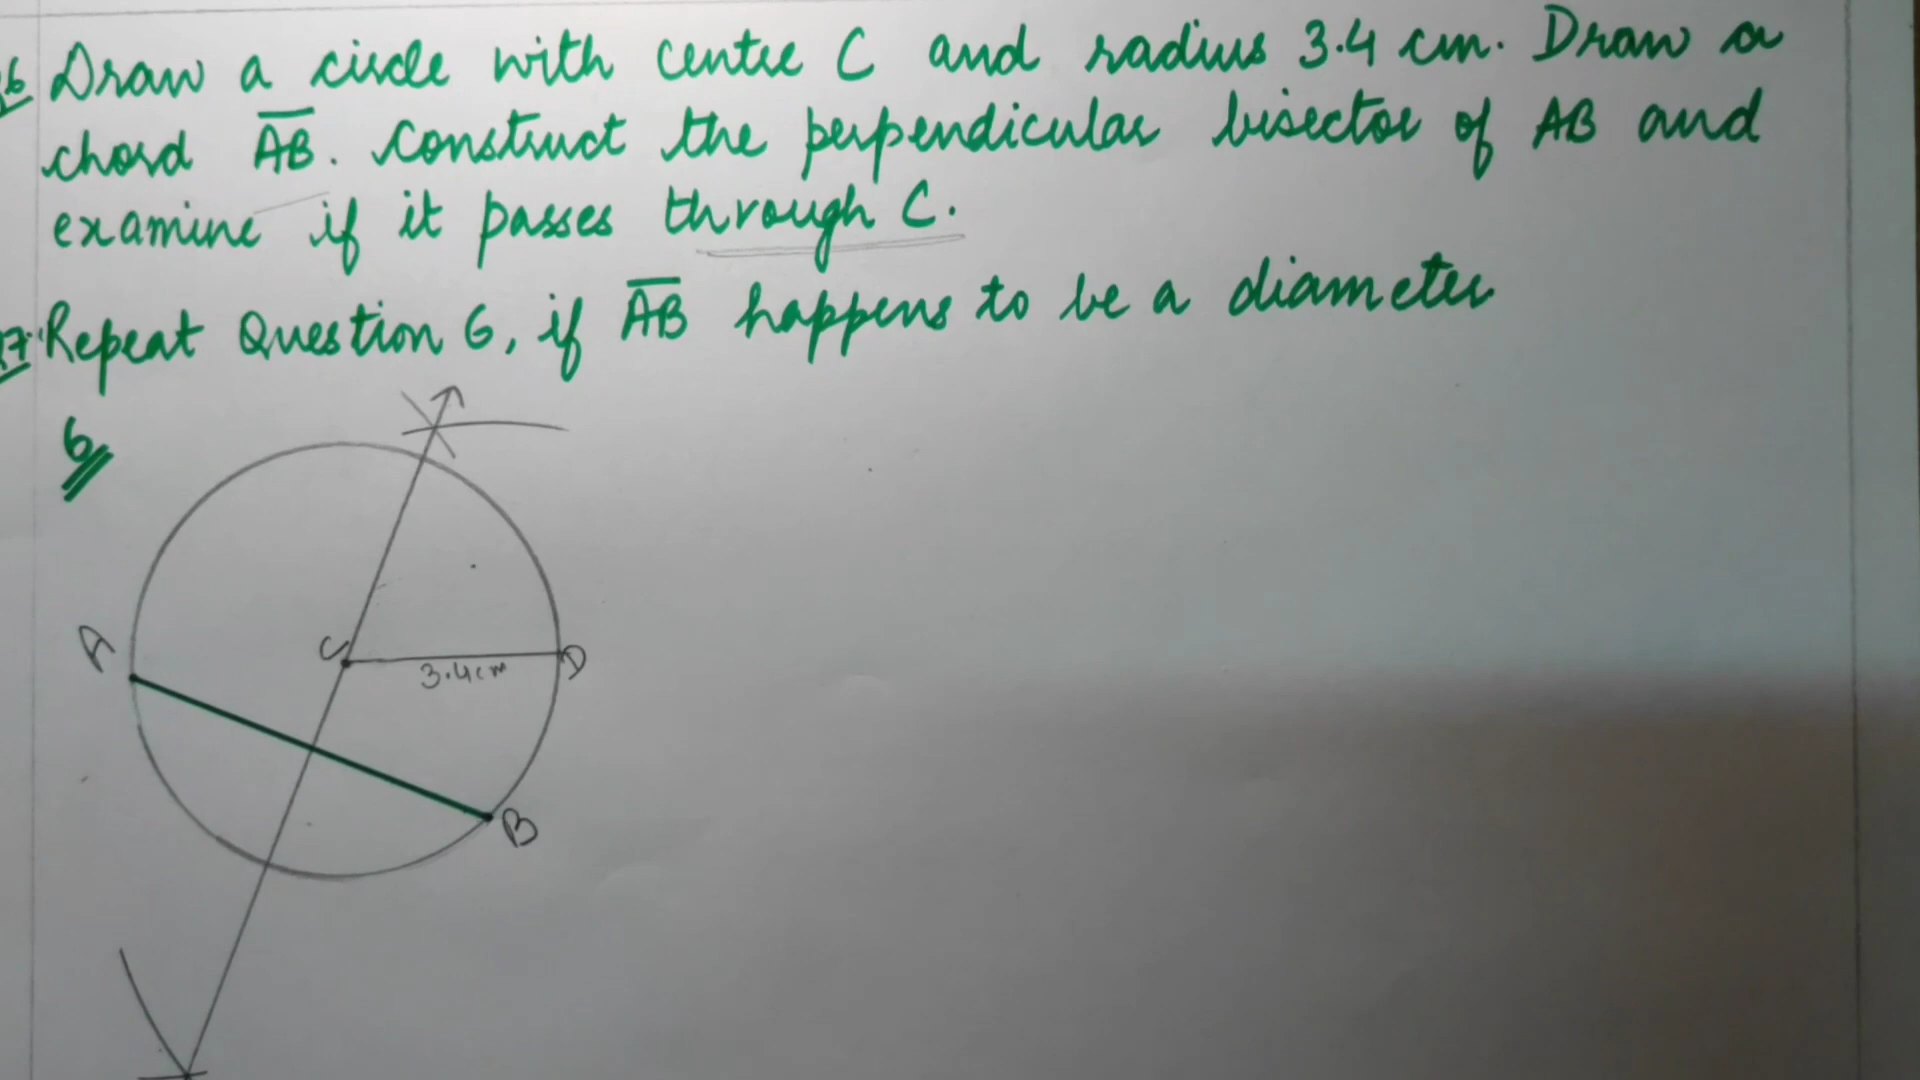 6 Draw a circle with centre C and radius 3.4 cm. Draw a
chord AB. Construct the perpendicular bisector of AB and
examine if it passes through C.
7. Repeat Question 6, if AB happens to be a diameter
6
A
C
D
3.4cm
B